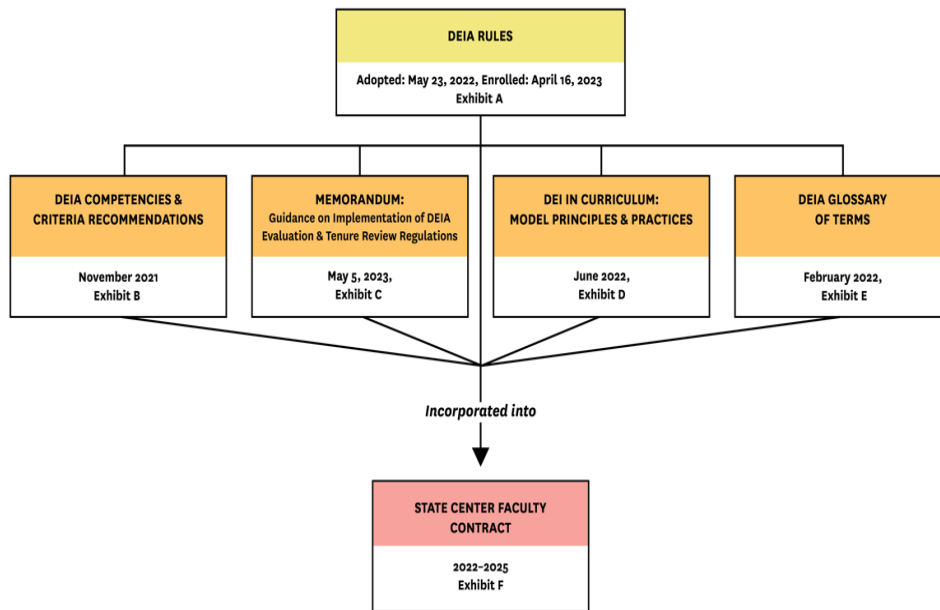 DEIA RULES
Adopted: May 23, 2022, Enrolled: April 16, 2023
Exhibit A
DEIA COMPETENCIES &
CRITERIA RECOMMENDATIONS
November 2021
Exhibit B
MEMORANDUM:
Guidance on Implementation of DEIA
Evaluation & Tenure Review Regulations
May 5, 2023,
Exhibit C
DEI IN CURRICULUM:
MODEL PRINCIPLES & PRACTICES
June 2022,
Exhibit D
DEIA GLOSSARY
OF TERMS
February 2022,
Exhibit E
Incorporated into
STATE CENTER FACULTY
CONTRACT
2022–2025
Exhibit F